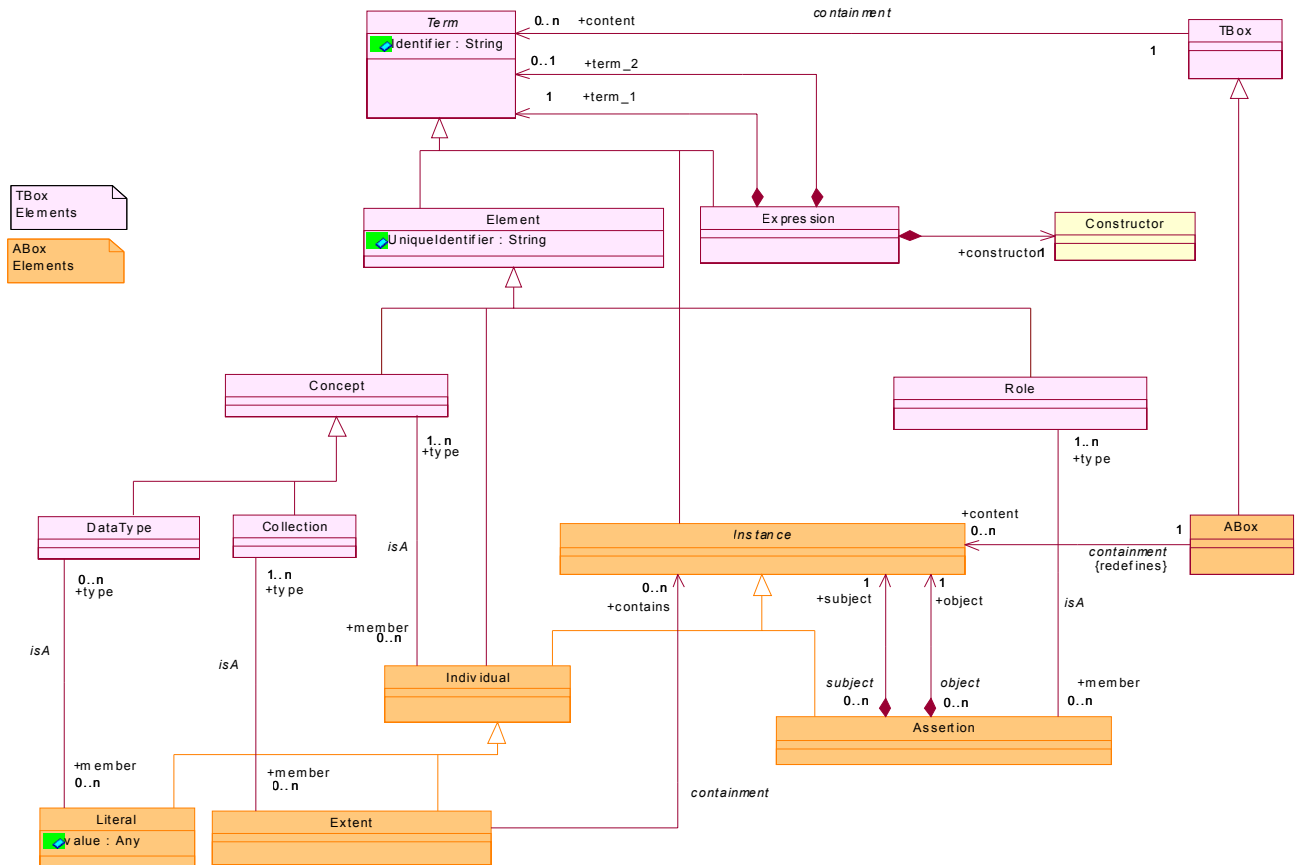 Term
Identifier : String
0..n
+content
containment
1
TBox
0..1
+term_2
1
+term_1
TBox
Elements
ABox
Elements
Element
UniqueIdentifier : String
Expression
+constructor
1
Constructor
Concept
Role
1..n
+type
1..n
+type
DataType
Collection
Instance
ABox
+content
0..n
1
containment
{redefines}
isA
0..n
+type
1..n
+type
0..n
+contains
1
+subject
1
+object
isA
+member
0..n
isA
isA
Individual
subject
0..n
object
0..n
+member
0..n
Assertion
+member
0..n
+member
0..n
containment
Literal
value : Any
Extent